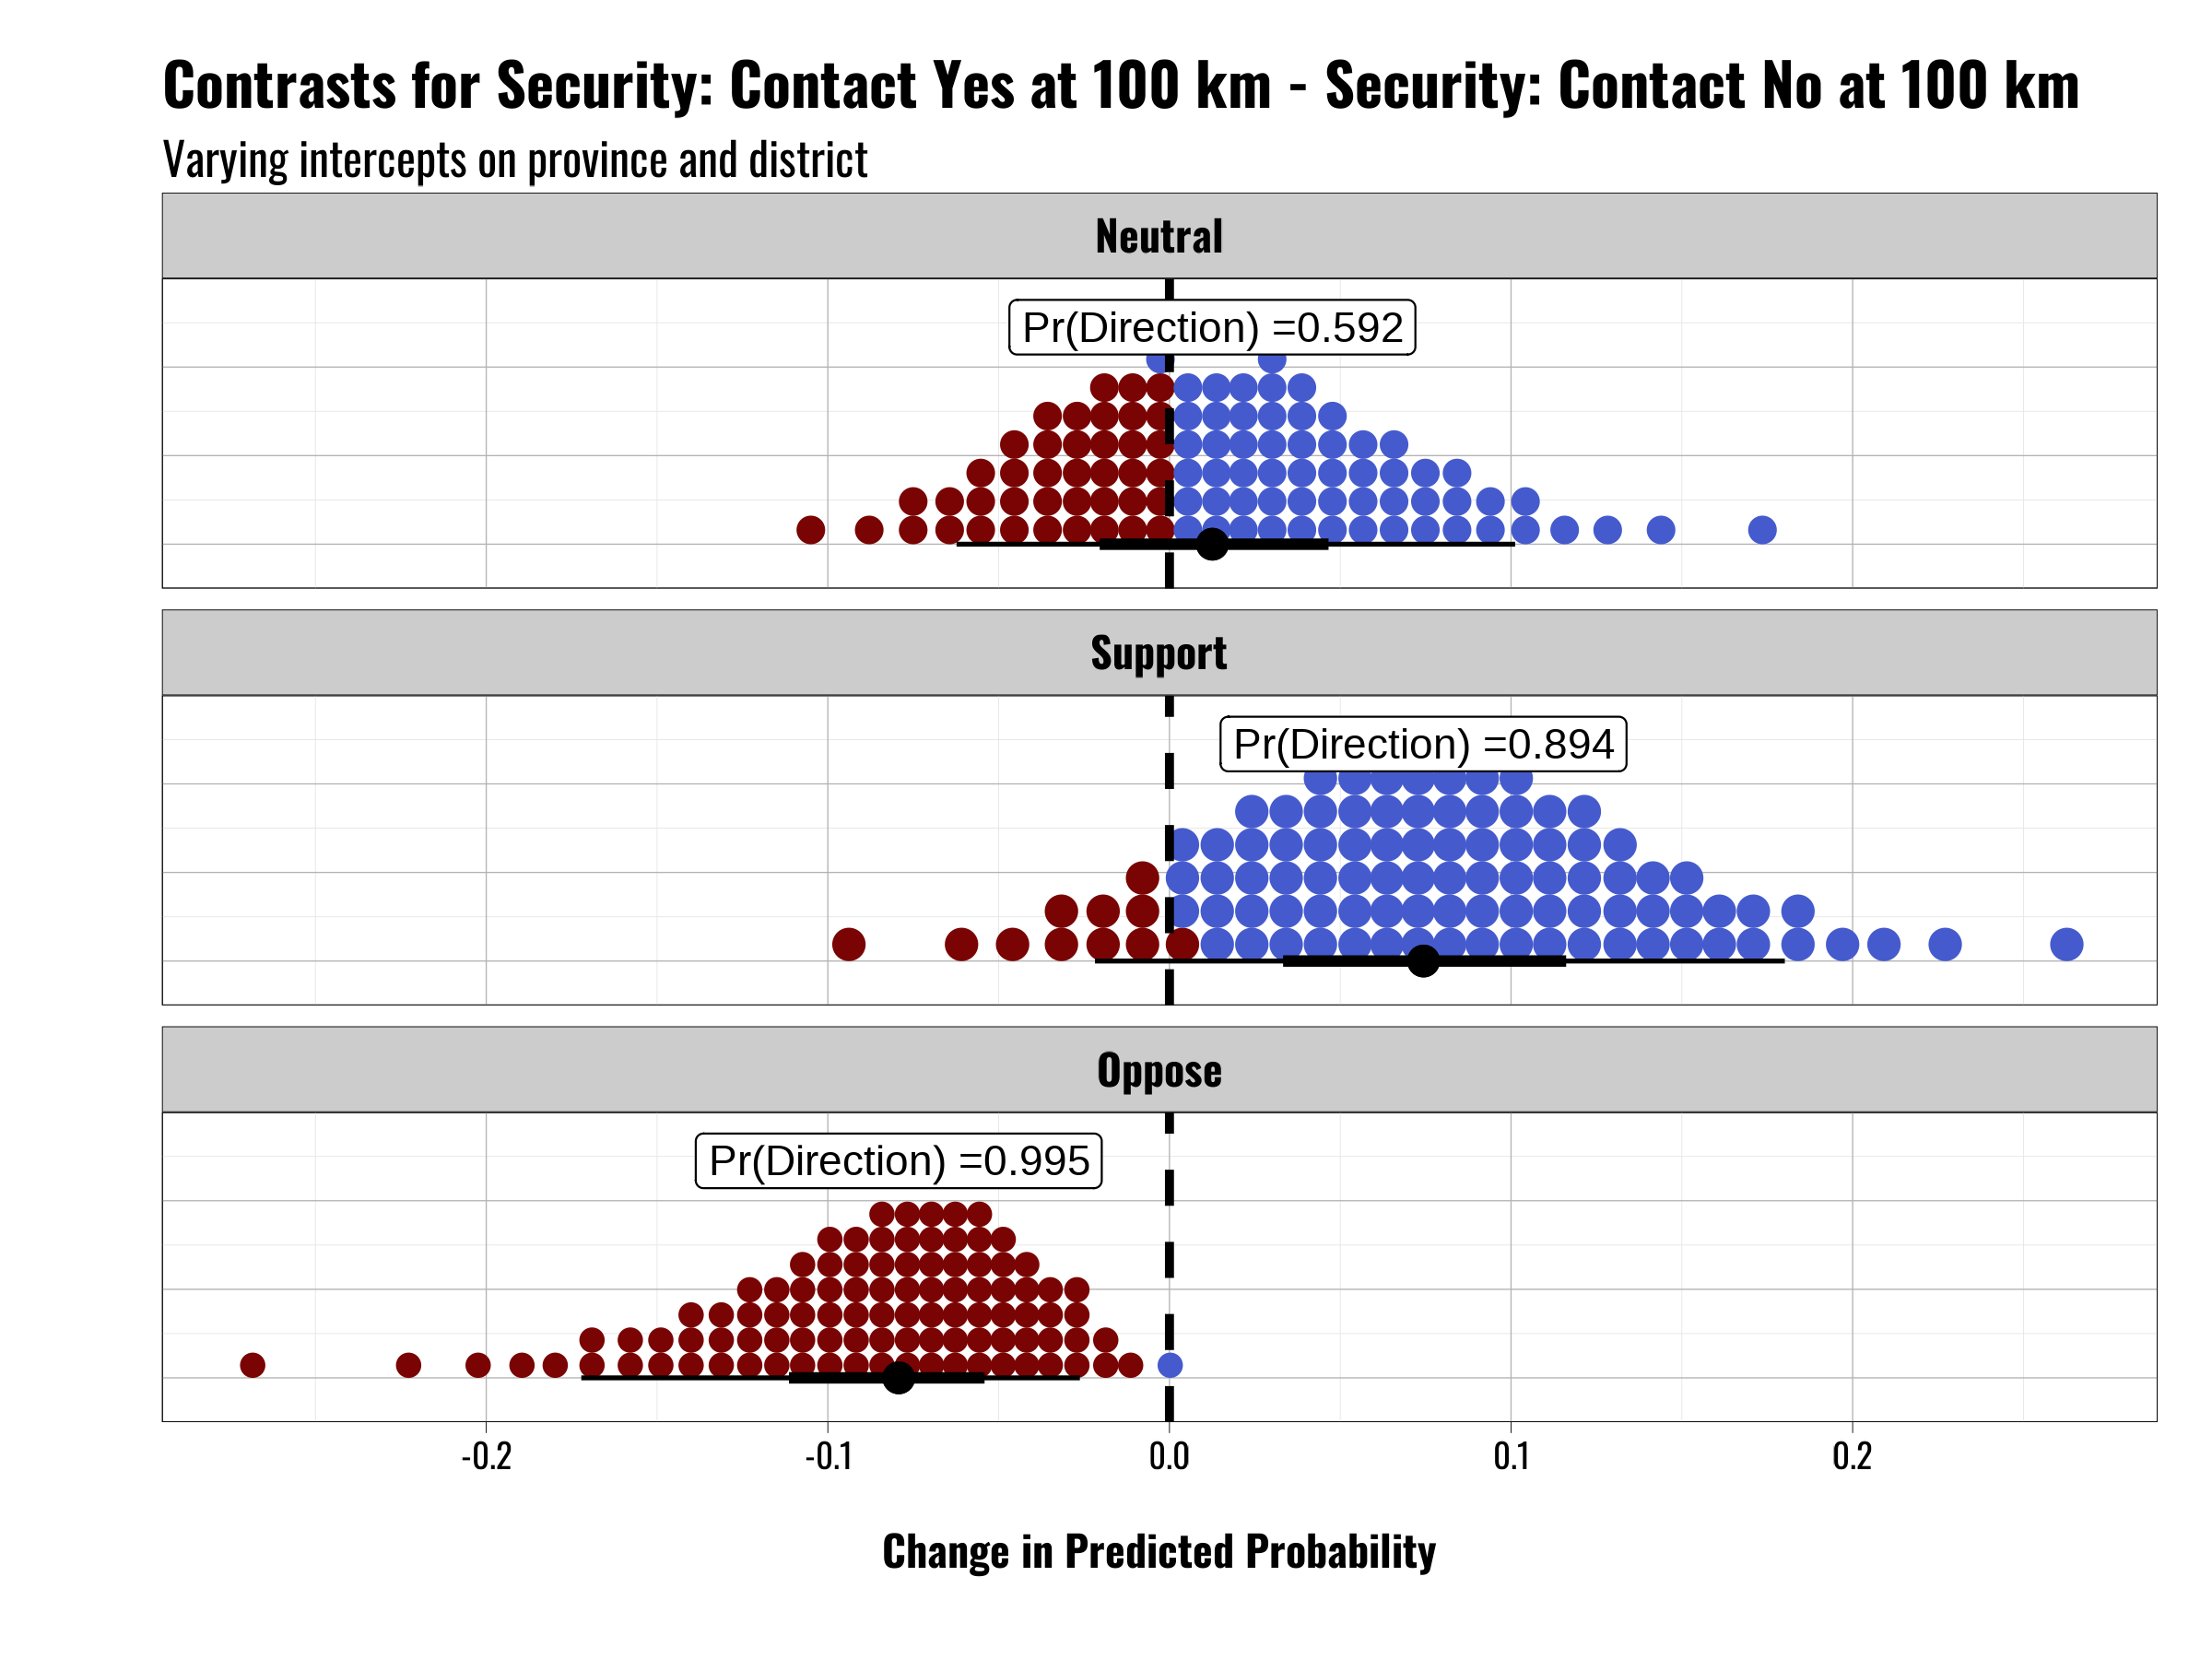 Contrasts for Security: Contact Yes at 100 km - Security: Contact No at 100 km
Varying intercepts on province and district
Neutral
Pr(Direction) =0.592
Support
Pr(Direction) =0.894
Oppose
Pr(Direction) =0.995
-0.2 -0.1 0.0 0.1 0.2
Change in Predicted Probability